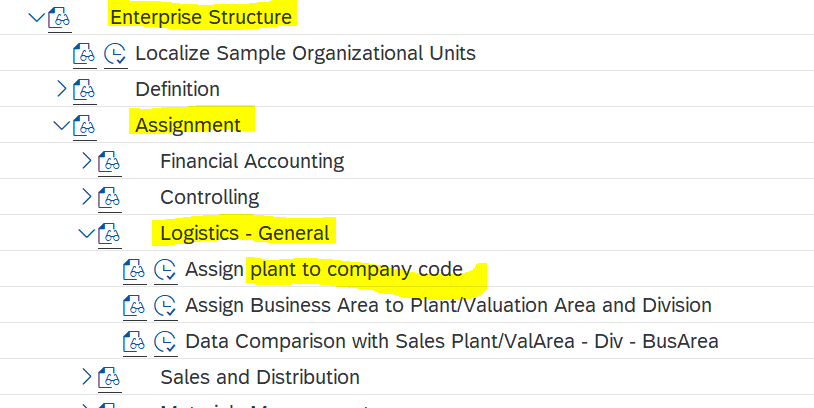 Enterprise Structure
Localize Sample Organizational Units
Definition
Assignment
Financial Accounting
Controlling
Logistics - General
Assign plant to company code
Assign Business Area to Plant/Valuation Area and Division
Data Comparison with Sales Plant/ValArea - Div - BusArea
Sales and Distribution